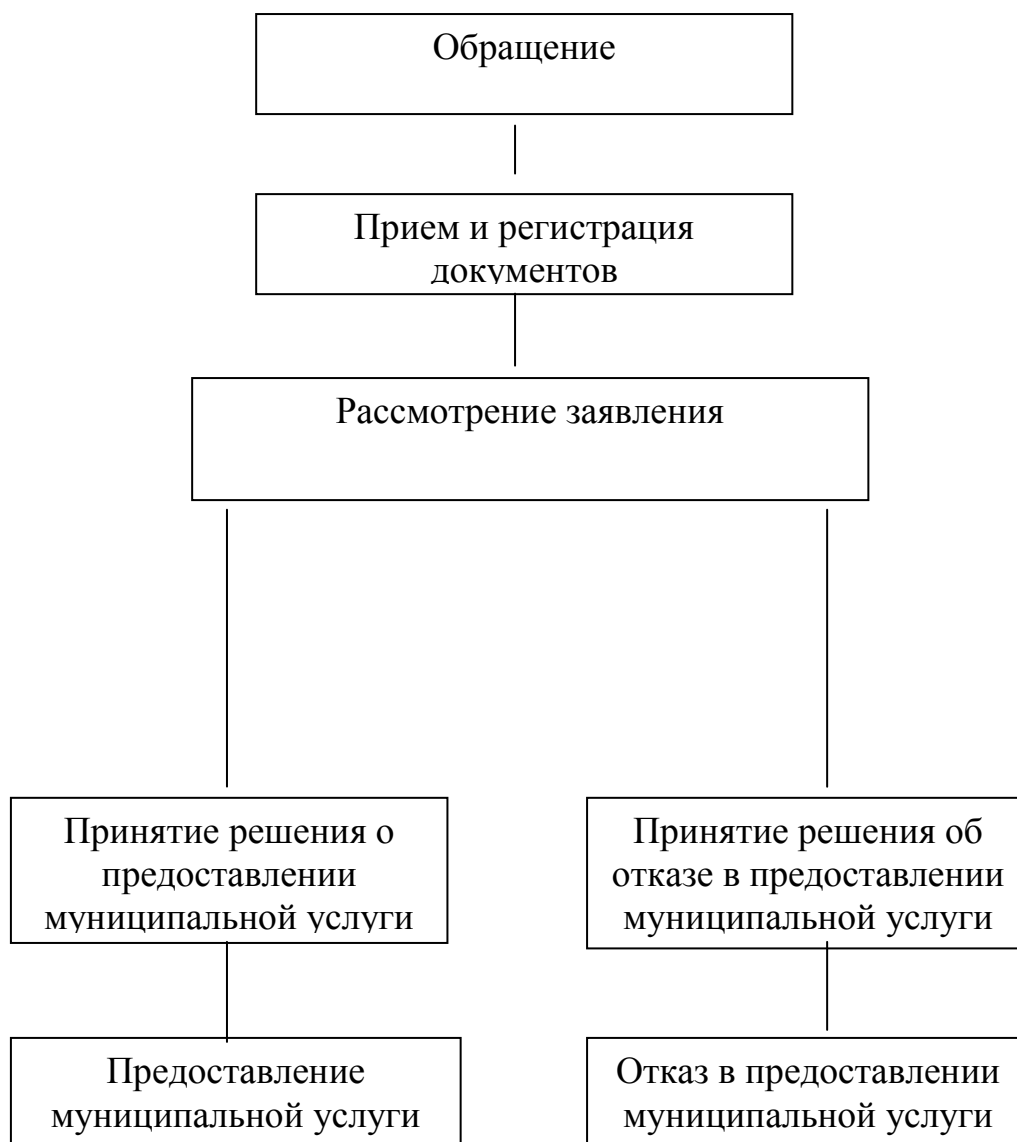 Обращение
Прием и регистрация
документов
Рассмотрение заявления
Принятие решения о
предоставлении
муниципальной услуги
Принятие решения об
отказе в предоставлении
муниципальной услуги
Предоставление
муниципальной услуги
Отказ в предоставлении
муниципальной услуги